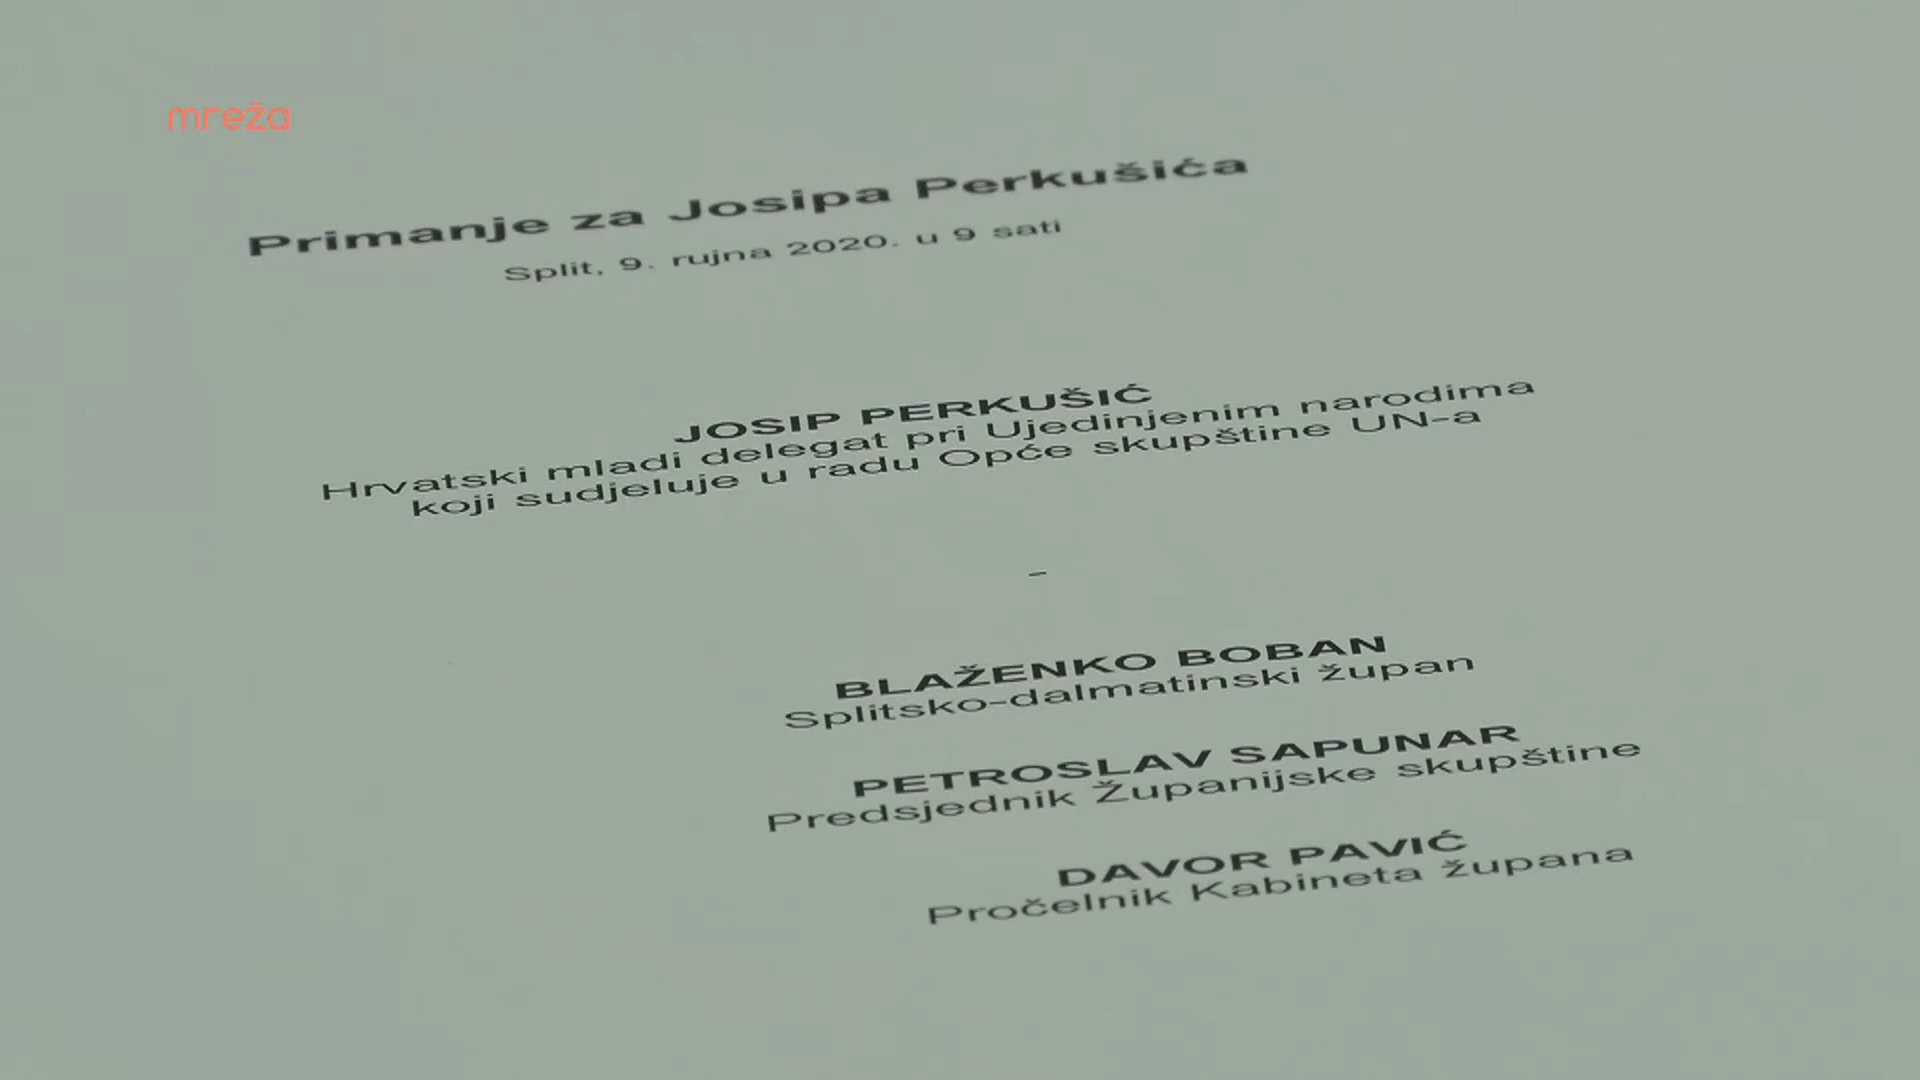 mreža
Primanje za Josipa Perkušića
Split, 9. rujna 2020. u 9 sati
JOSIP PERKUŠIĆ
Hrvatski mladi delegat pri Ujedinjenim narodima
koji sudjeluje u radu Opće skupštine UN-a
-
BLAŽENKO BOBAN
Splitsko-dalmatinski župan
PETROSLAV SAPUNAR
Predsjednik Županijske skupštine
DAVOR PAVIĆ
Pročelnik Kabineta župana